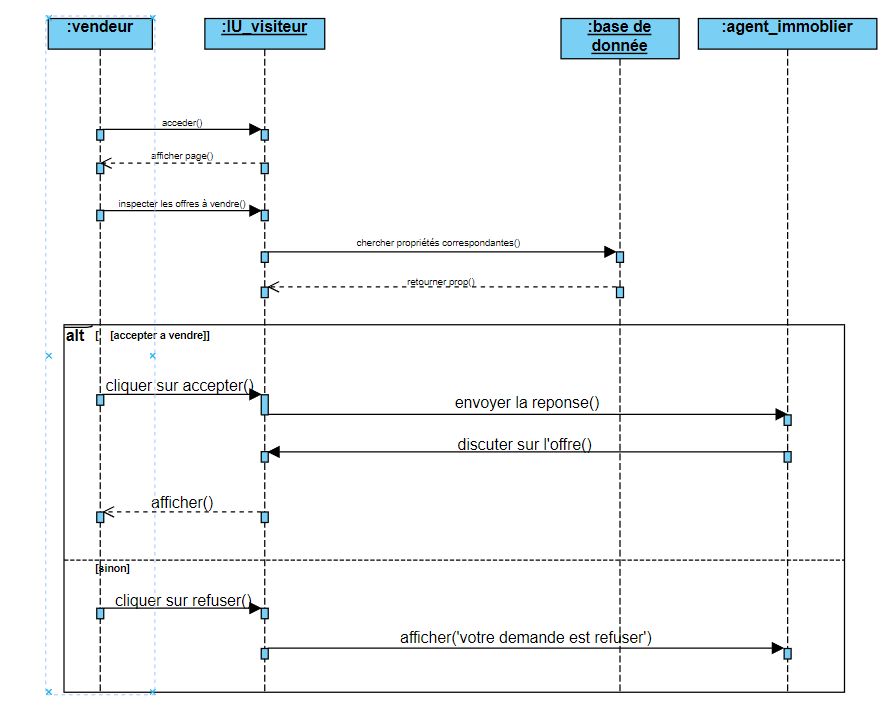 :vendeur
:IU_visiteur
:base de
donnée
:agent_immoblier
acceder()
afficher page()
inspecter les offres à vendre()
chercher propriétés correspondantes()
retourner prop()
alt [ [accepter a vendre]]
cliquer sur accepter()
envoyer la reponse()
discuter sur l'offre()
afficher()
[sinon]
cliquer sur refuser()
afficher('votre demande est refuser')